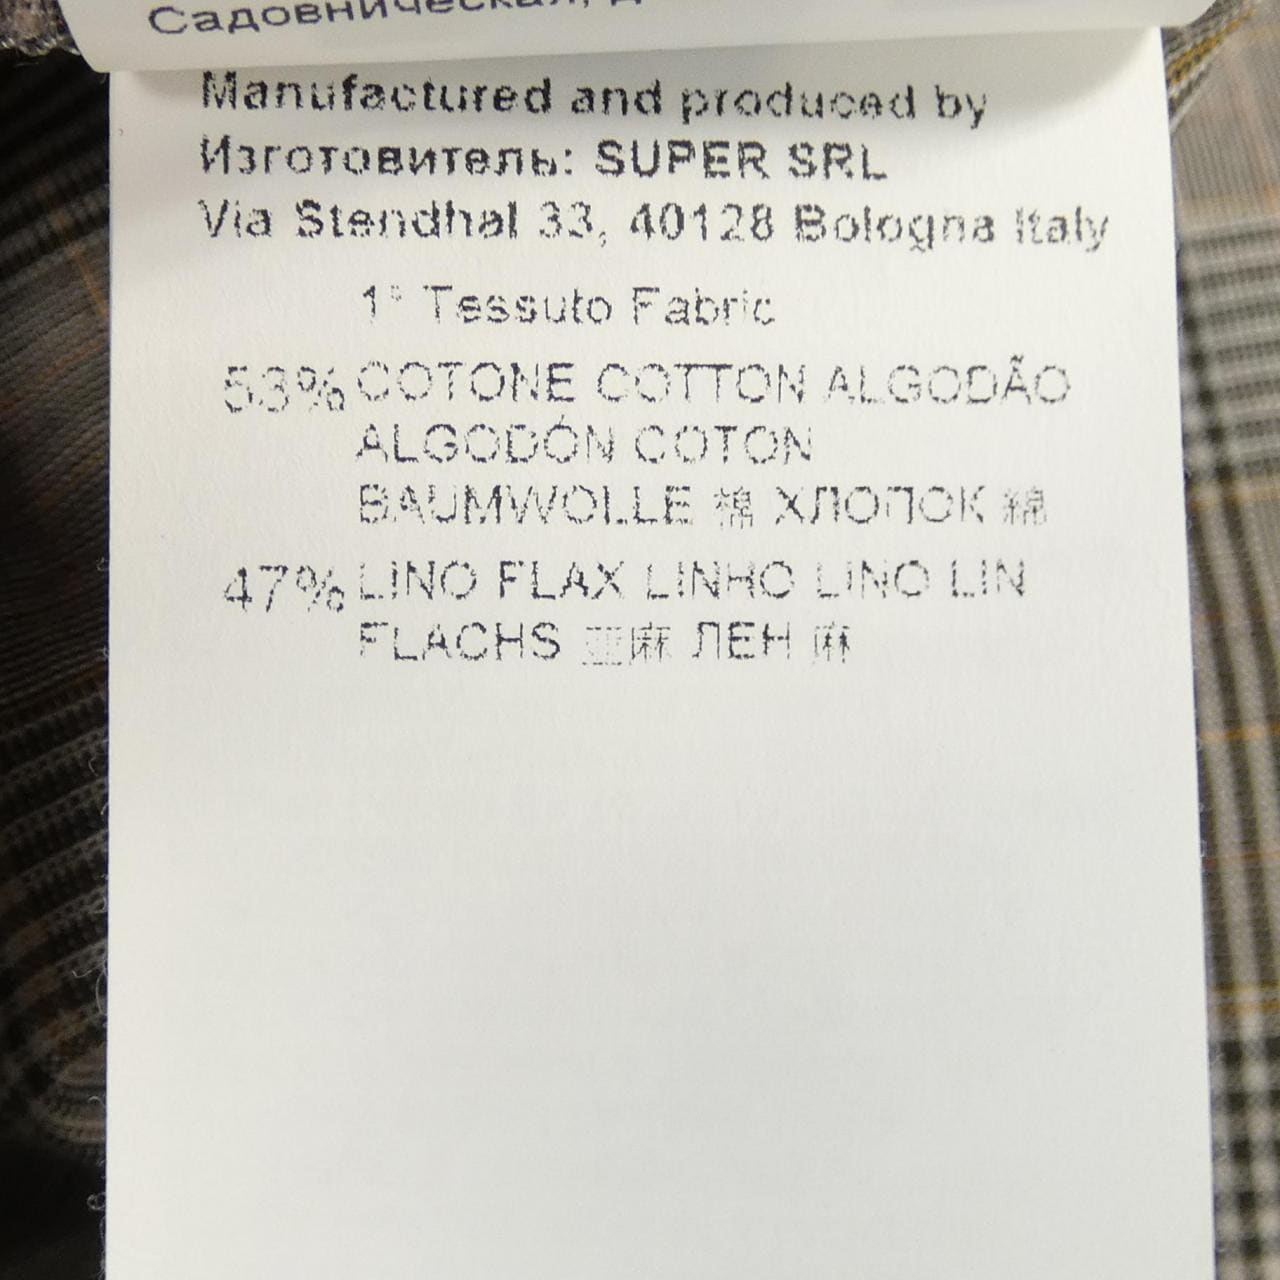 Садовническая, д
Manufactured and produced by
Изготовитель: SUPER SRL
Via Stendhal 33, 40128 Bologna Italy
1° Tessuto Fabric
53% COTONE COTTON ALGODÃO
ALGODÓN COTON
BAUMWOLLE 棉 ХЛОПОК 綿
47% LINO FLAX LINHO LINO LIN
FLACHS 亚麻 ЛЕН 麻